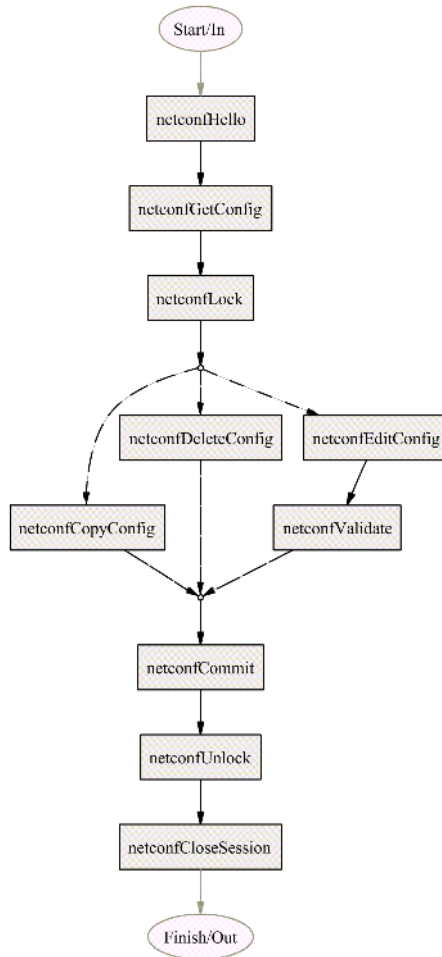 Start/In
netconfHello
netconfGetConfig
netconfLock
netconfDeleteConfig
netconfEditConfig
netconfCopyConfig
netconfValidate
netconfCommit
netconfUnlock
netconfCloseSession
Finish/Out